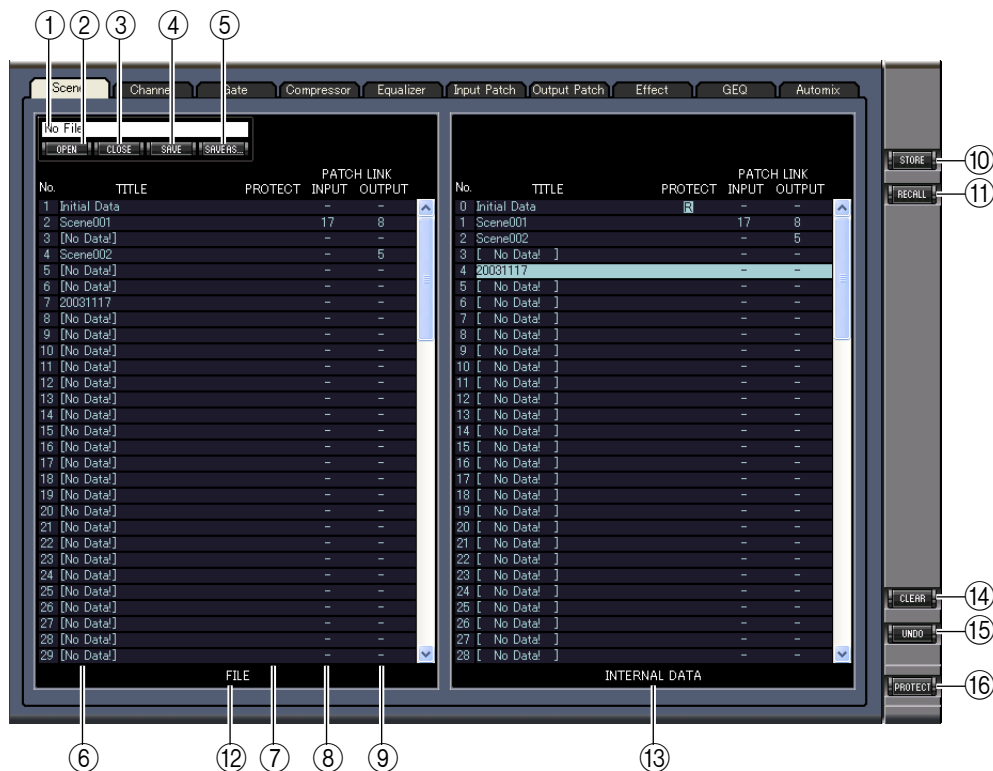 ① ② ③ ④ ⑤
Scene Channel Gate Compressor Equalizer Input Patch Output Patch Effect GEQ Automix
No File
OPEN CLOSE SAVE SAVE AS...
STORE ⑩
RECALL ⑪
PATCH LINK
No. TITLE PROTECT INPUT OUTPUT
1 Initial Data - -
2 Scene001 17 8
3 [No Data!] - -
4 Scene002 - 5
5 [No Data!] - -
6 [No Data!] - -
7 20031117 - -
8 [No Data!] - -
9 [No Data!] - -
10 [No Data!] - -
11 [No Data!] - -
12 [No Data!] - -
13 [No Data!] - -
14 [No Data!] - -
15 [No Data!] - -
16 [No Data!] - -
17 [No Data!] - -
18 [No Data!] - -
19 [No Data!] - -
20 [No Data!] - -
21 [No Data!] - -
22 [No Data!] - -
23 [No Data!] - -
24 [No Data!] - -
25 [No Data!] - -
26 [No Data!] - -
27 [No Data!] - -
28 [No Data!] - -
29 [No Data!] - -
FILE
PATCH LINK
No. TITLE PROTECT INPUT OUTPUT
0 Initial Data R - -
1 Scene001 17 8
2 Scene002 - 5
3 [ No Data! ] - -
4 20031117 - -
5 [ No Data! ] - -
6 [ No Data! ] - -
7 [ No Data! ] - -
8 [ No Data! ] - -
9 [ No Data! ] - -
10 [ No Data! ] - -
11 [ No Data! ] - -
12 [ No Data! ] - -
13 [ No Data! ] - -
14 [ No Data! ] - -
15 [ No Data! ] - -
16 [ No Data! ] - -
17 [ No Data! ] - -
18 [ No Data! ] - -
19 [ No Data! ] - -
20 [ No Data! ] - -
21 [ No Data! ] - -
22 [ No Data! ] - -
23 [ No Data! ] - -
24 [ No Data! ] - -
25 [ No Data! ] - -
26 [ No Data! ] - -
27 [ No Data! ] - -
28 [ No Data! ] - -
INTERNAL DATA
CLEAR ⑭
UNDO ⑮
PROTECT ⑯
⑥ ⑫ ⑦ ⑧ ⑨ ⑬